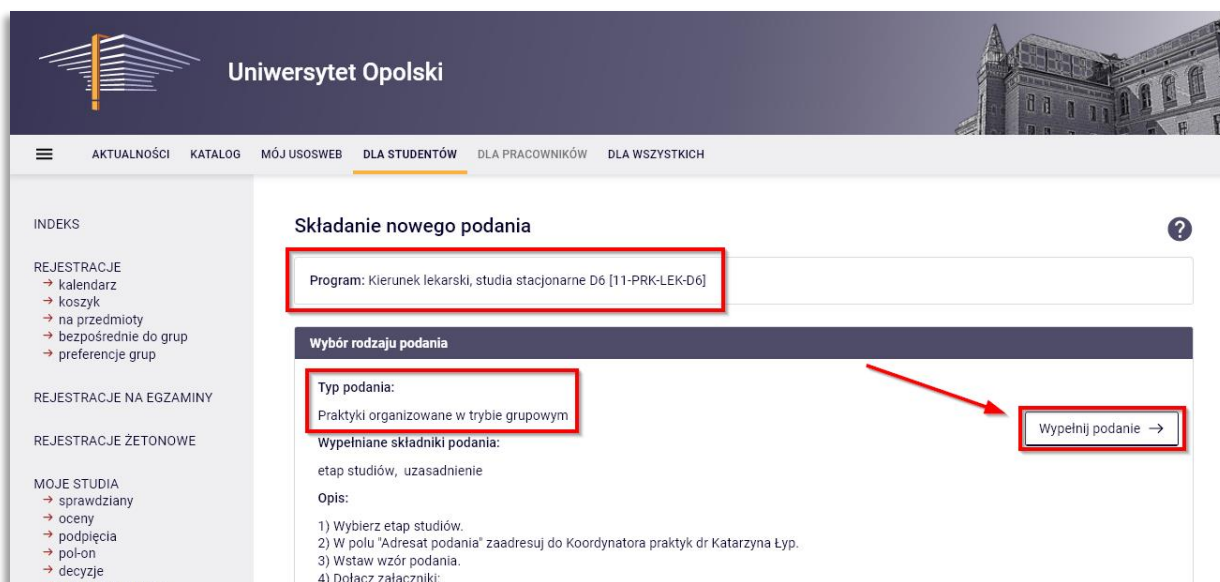 Uniwersytet Opolski
AKTUALNOŚCI KATALOG MÓJ USOSWEB DLA STUDENTÓW DLA PRACOWNIKÓW DLA WSZYSTKICH
INDEKS
REJESTRACJE
→ kalendarz
→ koszyk
→ na przedmioty
→ bezpośrednie do grup
→ preferencje grup
REJESTRACJE NA EGZAMINY
REJESTRACJE ŻETONOWE
MOJE STUDIA
→ sprawdziany
→ oceny
→ podpięcia
→ pol-on
→ decyzje
Składanie nowego podania
?
Program: Kierunek lekarski, studia stacjonarne D6 [11-PRK-LEK-D6]
Wybór rodzaju podania
Typ podania:
Praktyki organizowane w trybie grupowym
Wypełnij podanie →
Wypełniane składniki podania:
etap studiów, uzasadnienie
Opis:
1) Wybierz etap studiów.
2) W polu "Adresat podania" zaadresuj do Koordynatora praktyk dr Katarzyna Łyp.
3) Wstaw wzór podania.
4) Dołącz załączniki: